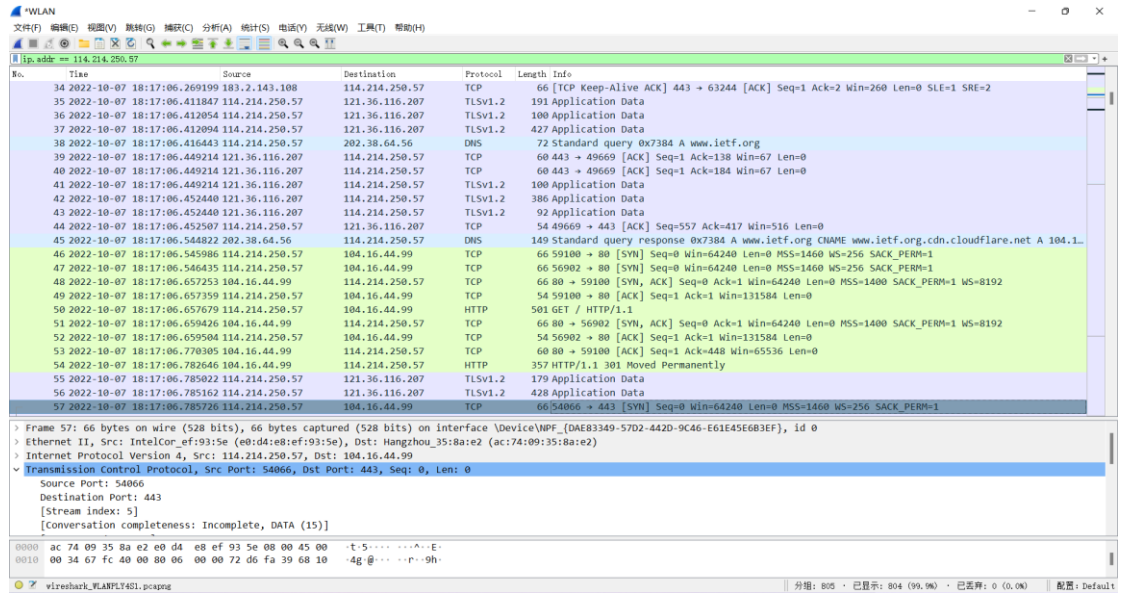 *WLAN
文件(F) 编辑(E) 视图(V) 跳转(G) 捕获(C) 分析(A) 统计(S) 电话(Y) 无线(W) 工具(T) 帮助(H)
ip.addr == 114.214.250.57
No. Time Source Destination Protocol Length Info
34 2022-10-07 18:17:06.269199 183.2.143.108 114.214.250.57 TCP 66 [TCP Keep-Alive ACK] 443 → 63244 [ACK] Seq=1 Ack=2 Win=260 Len=0 SLE=1 SRE=2
35 2022-10-07 18:17:06.411847 114.214.250.57 121.36.116.207 TLSv1.2 191 Application Data
36 2022-10-07 18:17:06.412054 114.214.250.57 121.36.116.207 TLSv1.2 100 Application Data
37 2022-10-07 18:17:06.412094 114.214.250.57 121.36.116.207 TLSv1.2 427 Application Data
38 2022-10-07 18:17:06.416443 114.214.250.57 202.38.64.56 DNS 72 Standard query 0x7384 A www.ietf.org
39 2022-10-07 18:17:06.449214 121.36.116.207 114.214.250.57 TCP 60 443 → 49669 [ACK] Seq=1 Ack=138 Win=67 Len=0
40 2022-10-07 18:17:06.449214 121.36.116.207 114.214.250.57 TCP 60 443 → 49669 [ACK] Seq=1 Ack=184 Win=67 Len=0
41 2022-10-07 18:17:06.449214 121.36.116.207 114.214.250.57 TLSv1.2 100 Application Data
42 2022-10-07 18:17:06.452440 121.36.116.207 114.214.250.57 TLSv1.2 386 Application Data
43 2022-10-07 18:17:06.452440 121.36.116.207 114.214.250.57 TLSv1.2 92 Application Data
44 2022-10-07 18:17:06.452507 114.214.250.57 121.36.116.207 TCP 54 49669 → 443 [ACK] Seq=557 Ack=417 Win=516 Len=0
45 2022-10-07 18:17:06.544822 202.38.64.56 114.214.250.57 DNS 149 Standard query response 0x7384 A www.ietf.org CNAME www.ietf.org.cdn.cloudflare.net A 104.1…
46 2022-10-07 18:17:06.545986 114.214.250.57 104.16.44.99 TCP 66 59100 → 80 [SYN] Seq=0 Win=64240 Len=0 MSS=1460 WS=256 SACK_PERM=1
47 2022-10-07 18:17:06.546435 114.214.250.57 104.16.44.99 TCP 66 56902 → 80 [SYN] Seq=0 Win=64240 Len=0 MSS=1460 WS=256 SACK_PERM=1
48 2022-10-07 18:17:06.657253 104.16.44.99 114.214.250.57 TCP 66 80 → 59100 [SYN, ACK] Seq=0 Ack=1 Win=64240 Len=0 MSS=1400 SACK_PERM=1 WS=8192
49 2022-10-07 18:17:06.657359 114.214.250.57 104.16.44.99 TCP 54 59100 → 80 [ACK] Seq=1 Ack=1 Win=131584 Len=0
50 2022-10-07 18:17:06.657679 114.214.250.57 104.16.44.99 HTTP 501 GET / HTTP/1.1
51 2022-10-07 18:17:06.659426 104.16.44.99 114.214.250.57 TCP 66 80 → 56902 [SYN, ACK] Seq=0 Ack=1 Win=64240 Len=0 MSS=1400 SACK_PERM=1 WS=8192
52 2022-10-07 18:17:06.659504 114.214.250.57 104.16.44.99 TCP 54 56902 → 80 [ACK] Seq=1 Ack=1 Win=131584 Len=0
53 2022-10-07 18:17:06.770305 104.16.44.99 114.214.250.57 TCP 60 80 → 59100 [ACK] Seq=1 Ack=448 Win=65536 Len=0
54 2022-10-07 18:17:06.782646 104.16.44.99 114.214.250.57 HTTP 357 HTTP/1.1 301 Moved Permanently
55 2022-10-07 18:17:06.785022 114.214.250.57 121.36.116.207 TLSv1.2 179 Application Data
56 2022-10-07 18:17:06.785162 114.214.250.57 121.36.116.207 TLSv1.2 428 Application Data
57 2022-10-07 18:17:06.785726 114.214.250.57 104.16.44.99 TCP 66 54066 → 443 [SYN] Seq=0 Win=64240 Len=0 MSS=1460 WS=256 SACK_PERM=1
Frame 57: 66 bytes on wire (528 bits), 66 bytes captured (528 bits) on interface \Device\NPF_{DAE83349-57D2-442D-9C46-E61E45E6B3EF}, id 0
Ethernet II, Src: IntelCor_ef:93:5e (e0:d4:e8:ef:93:5e), Dst: Hangzhou_35:8a:e2 (ac:74:09:35:8a:e2)
Internet Protocol Version 4, Src: 114.214.250.57, Dst: 104.16.44.99
Transmission Control Protocol, Src Port: 54066, Dst Port: 443, Seq: 0, Len: 0
Source Port: 54066
Destination Port: 443
[Stream index: 5]
[Conversation completeness: Incomplete, DATA (15)]
0000 ac 74 09 35 8a e2 e0 d4 e8 ef 93 5e 08 00 45 00 ·t·5···· ···^··E·
0010 00 34 67 fc 40 00 80 06 00 00 72 d6 fa 39 68 10 ·4g·@··· ··r··9h·
wireshark_WLANPLY4S1.pcapng 分组: 805 · 已显示: 804 (99.9%) · 已丢弃: 0 (0.0%) 配置: Default